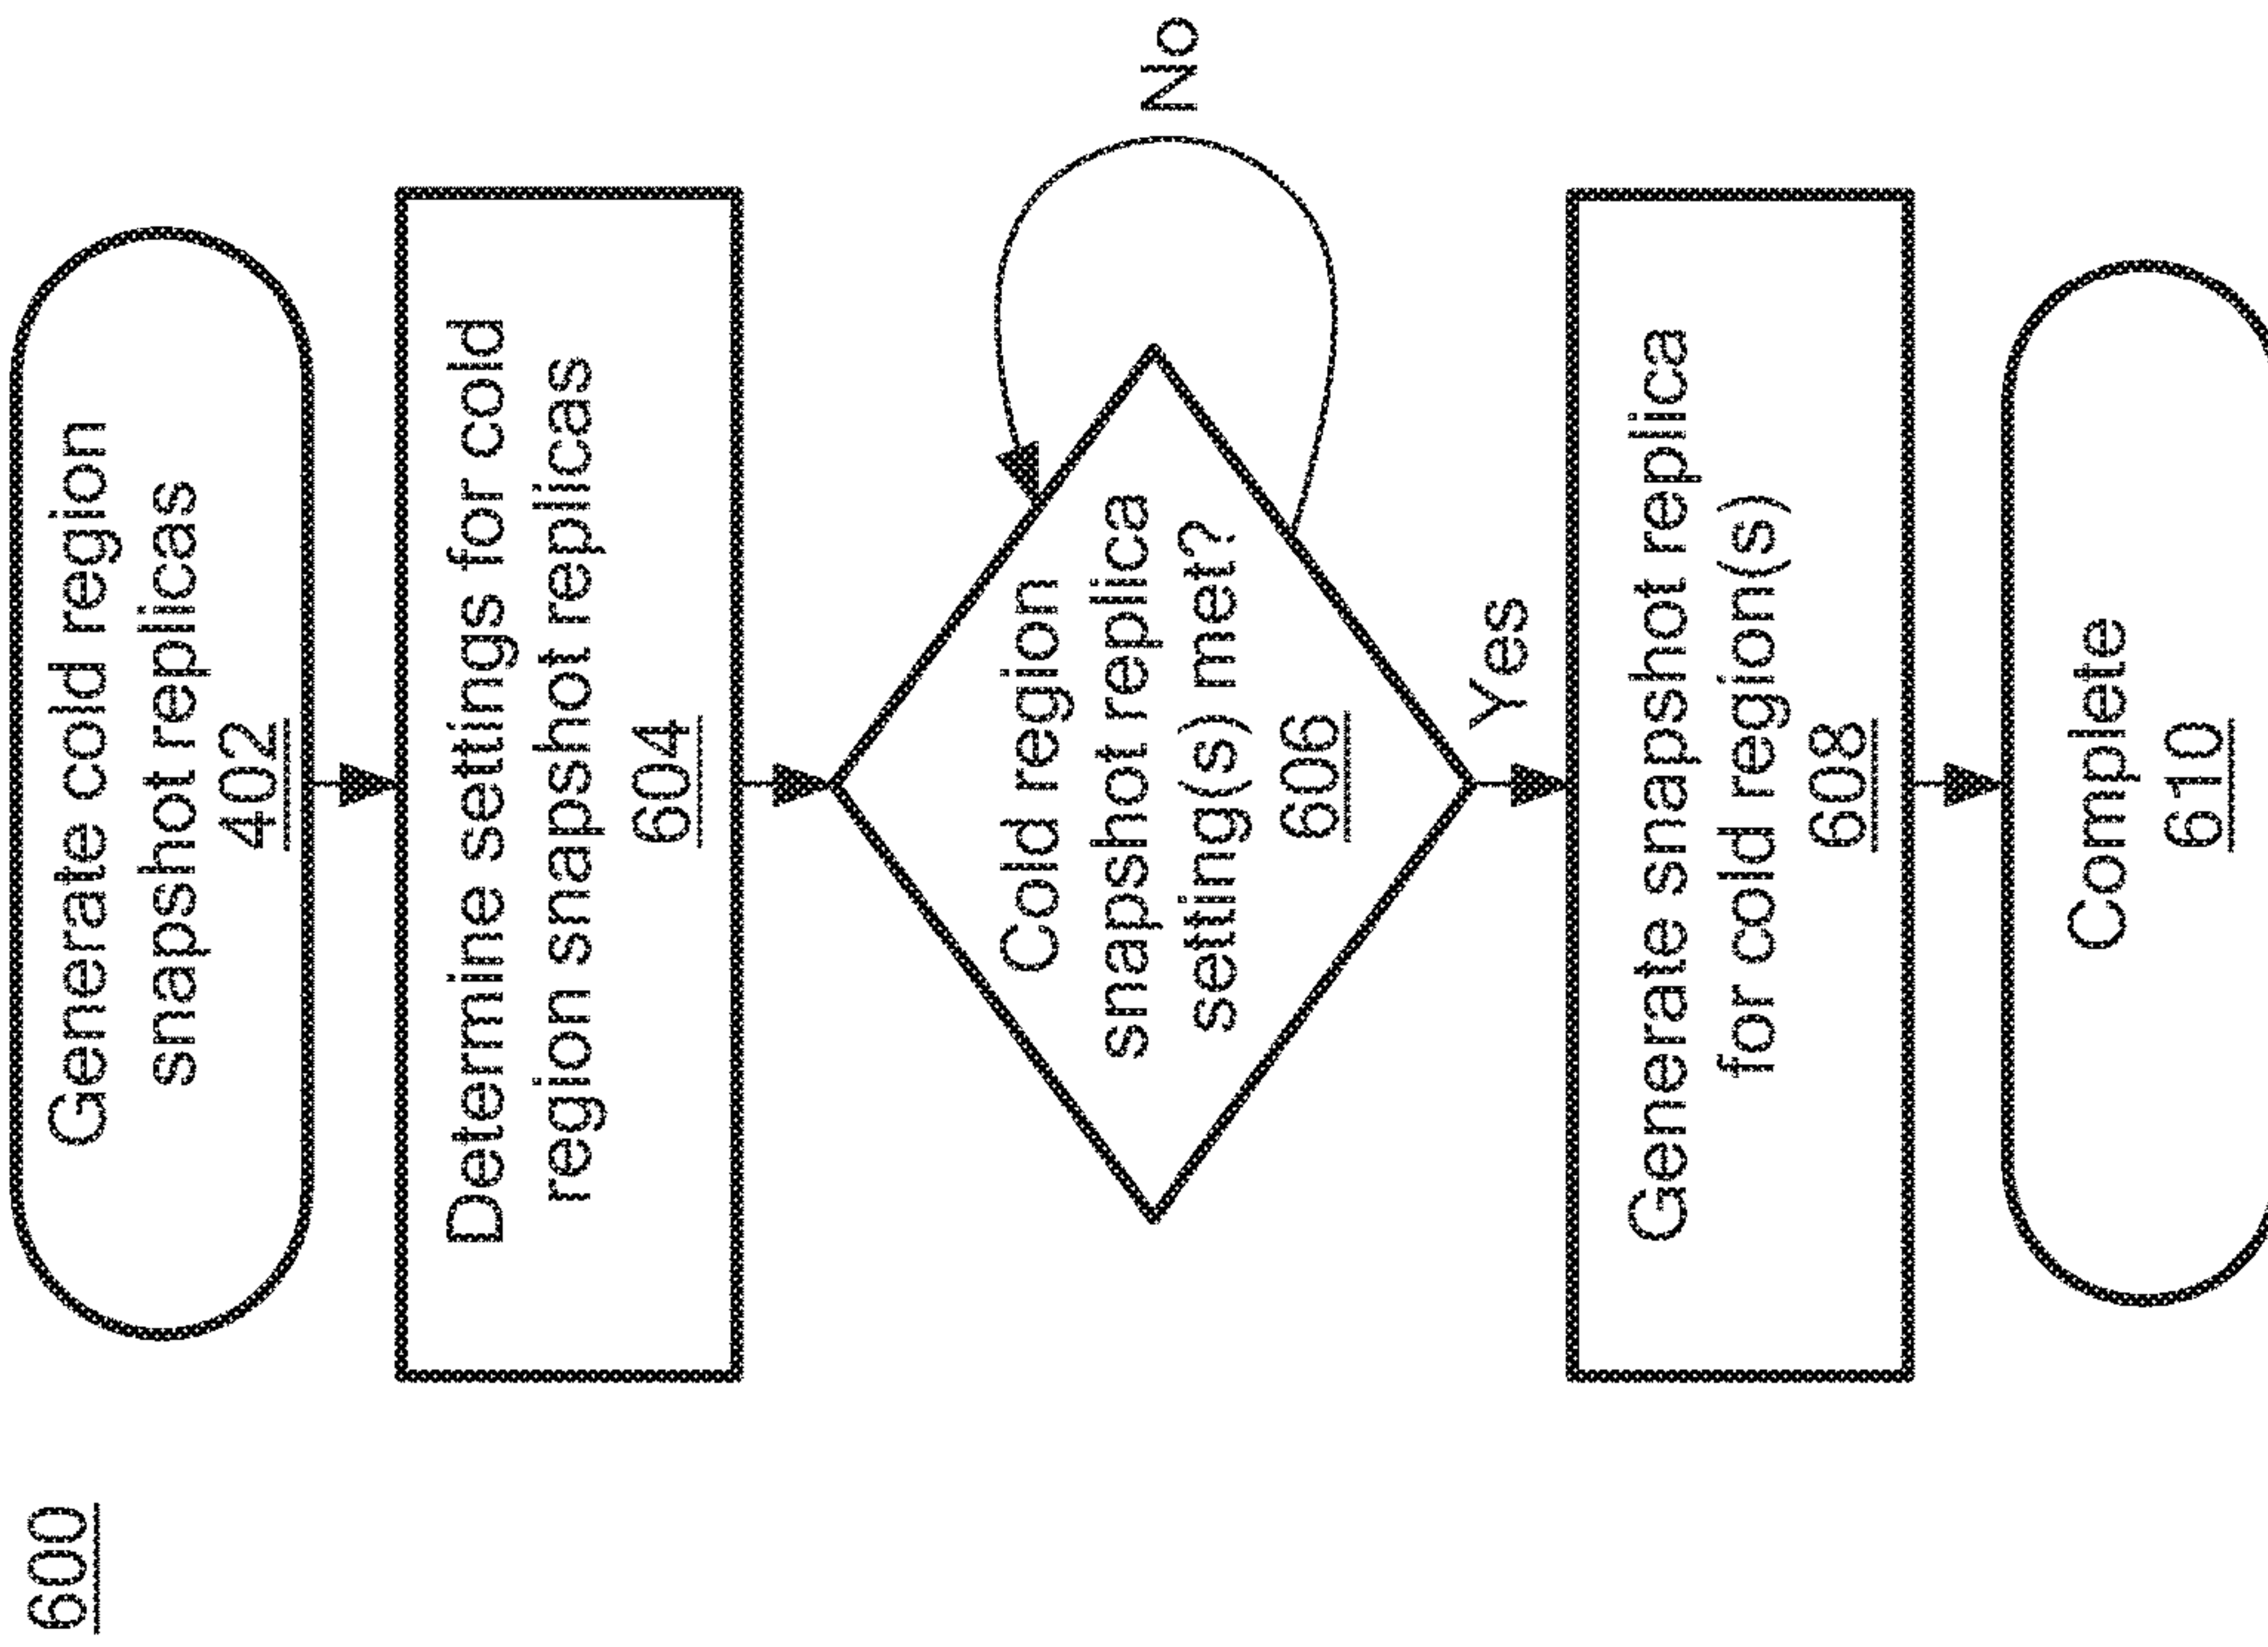 600
Generate cold region
snapshot replicas
402
Determine settings for cold
region snapshot replicas
604
Cold region
snapshot replica
setting(s) met?
606
No
Yes
Generate snapshot replica
for cold region(s)
608
Complete
610